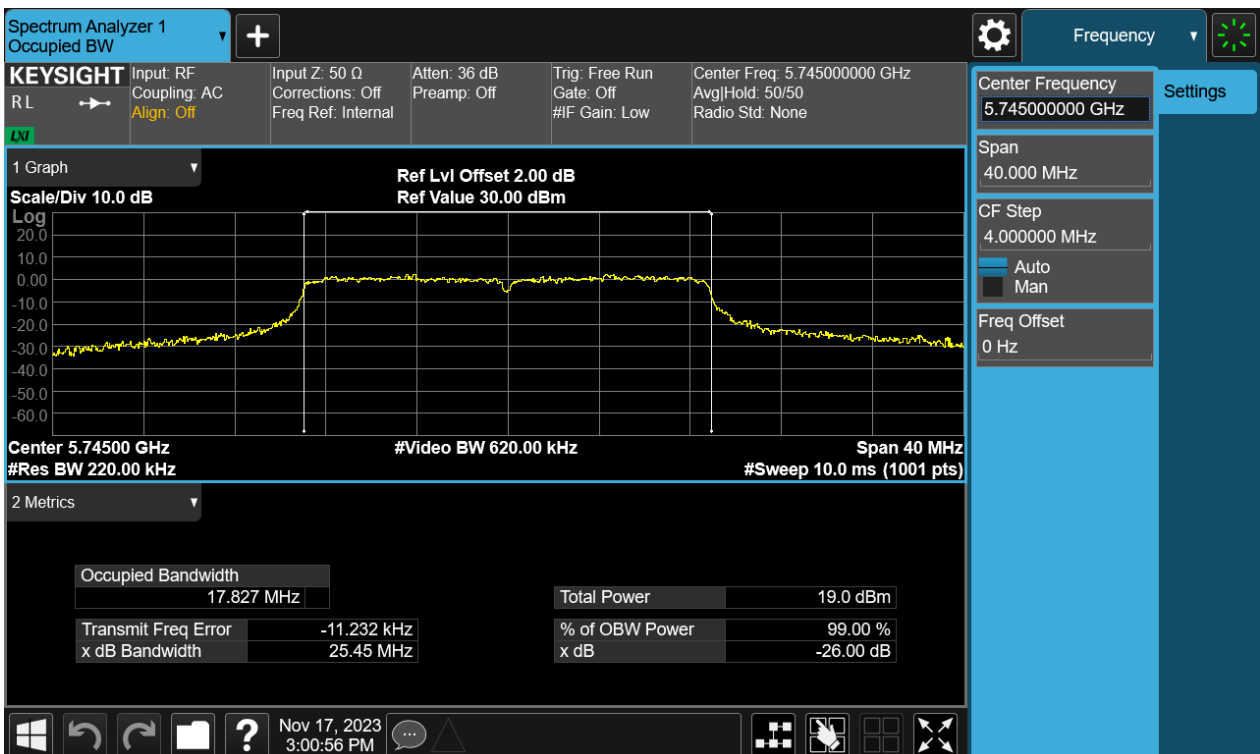 Spectrum Analyzer 1
Occupied BW
Frequency
KEYSIGHT
R L
LXI
Input: RF
Coupling: AC
Align: Off
Input Z: 50 Ω
Corrections: Off
Freq Ref: Internal
Atten: 36 dB
Preamp: Off
Trig: Free Run
Gate: Off
#IF Gain: Low
Center Freq: 5.745000000 GHz
Avg|Hold: 50/50
Radio Std: None
Center Frequency
5.745000000 GHz
Settings
Span
40.000 MHz
CF Step
4.000000 MHz
Auto
Man
Freq Offset
0 Hz
1 Graph
Ref Lvl Offset 2.00 dB
Scale/Div 10.0 dB
Ref Value 30.00 dBm
Log
20.0
10.0
0.00
-10.0
-20.0
-30.0
-40.0
-50.0
-60.0
Center 5.74500 GHz
#Video BW 620.00 kHz
Span 40 MHz
#Res BW 220.00 kHz
#Sweep 10.0 ms (1001 pts)
2 Metrics
Occupied Bandwidth
17.827 MHz
Total Power 19.0 dBm
Transmit Freq Error -11.232 kHz
% of OBW Power 99.00 %
x dB Bandwidth 25.45 MHz
x dB -26.00 dB
?
Nov 17, 2023
3:00:56 PM